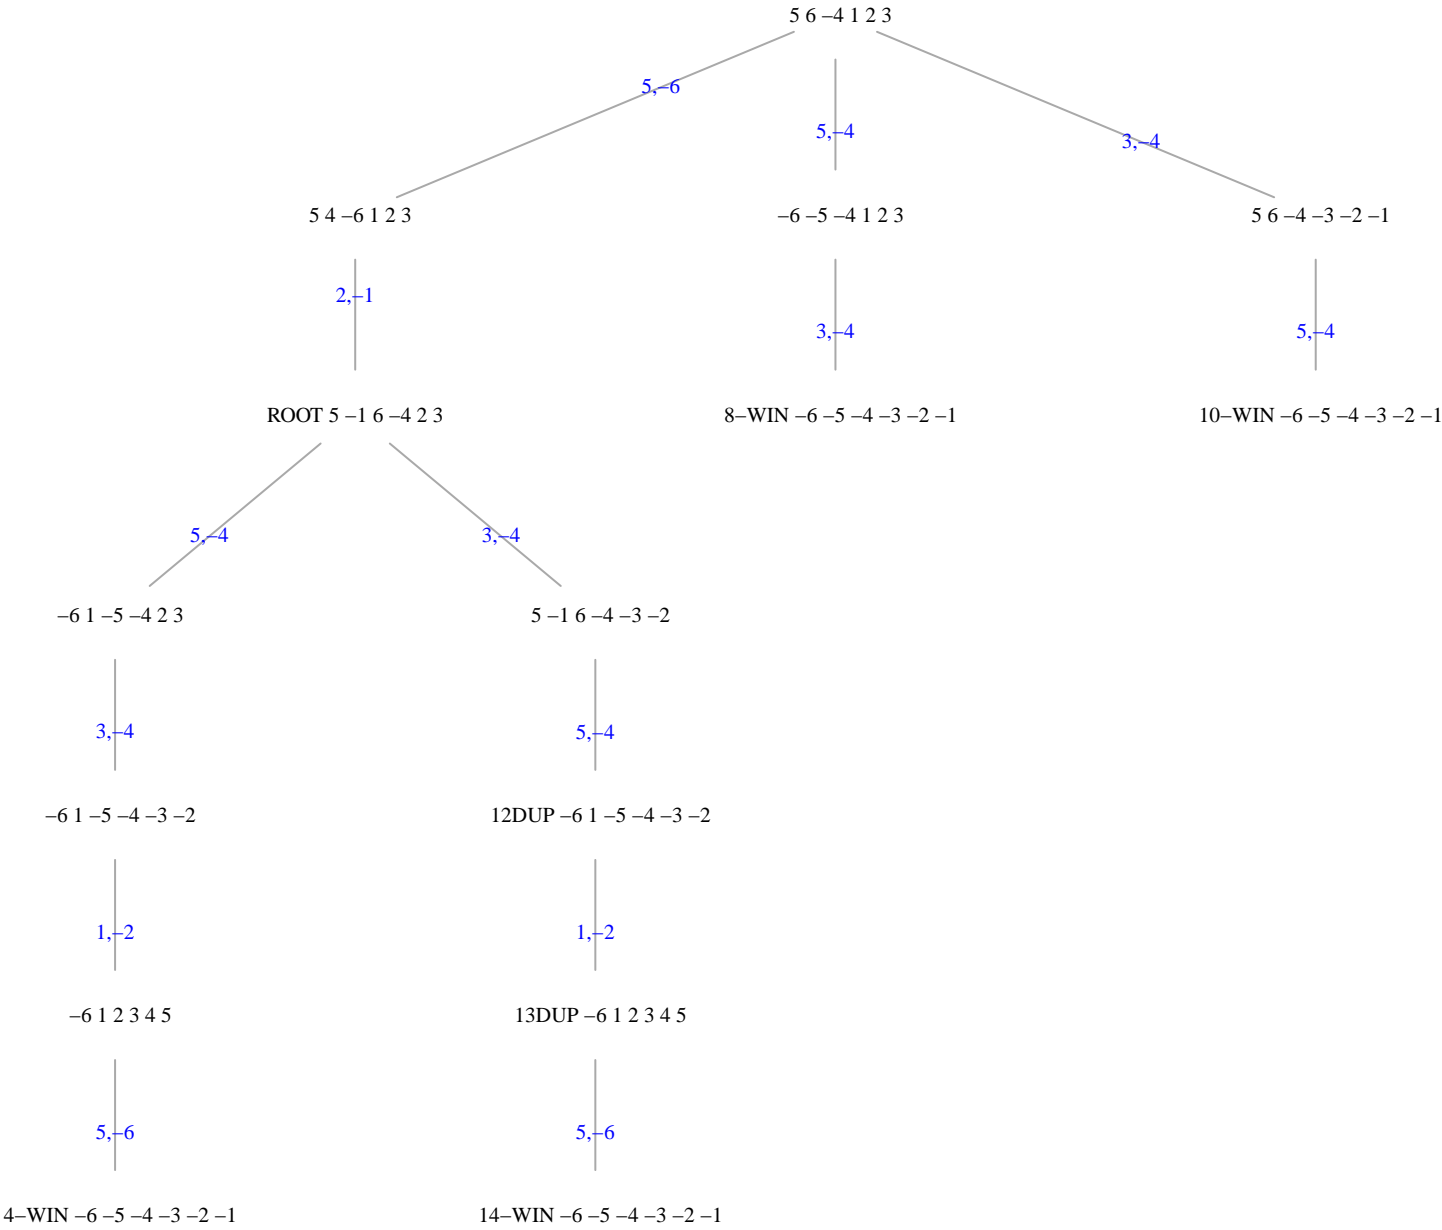 5 6 –4 1 2 3
5,–6
5,–4
3,–4
5 4 –6 1 2 3
–6 –5 –4 1 2 3
5 6 –4 –3 –2 –1
2,–1
3,–4
5,–4
ROOT 5 –1 6 –4 2 3
8–WIN –6 –5 –4 –3 –2 –1
10–WIN –6 –5 –4 –3 –2 –1
5,–4
3,–4
–6 1 –5 –4 2 3
5 –1 6 –4 –3 –2
3,–4
5,–4
–6 1 –5 –4 –3 –2
12DUP –6 1 –5 –4 –3 –2
1,–2
1,–2
–6 1 2 3 4 5
13DUP –6 1 2 3 4 5
5,–6
5,–6
4–WIN –6 –5 –4 –3 –2 –1
14–WIN –6 –5 –4 –3 –2 –1